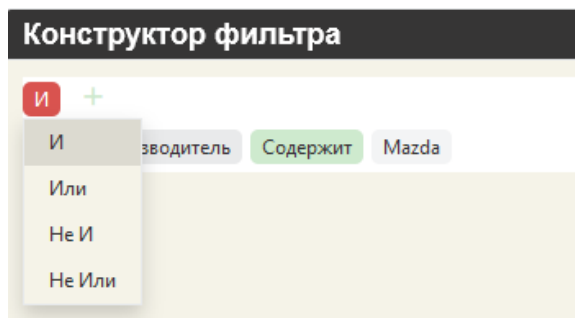 Конструктор фильтра
И +
И
зводитель Содержит Mazda
Или
Не И
Не Или